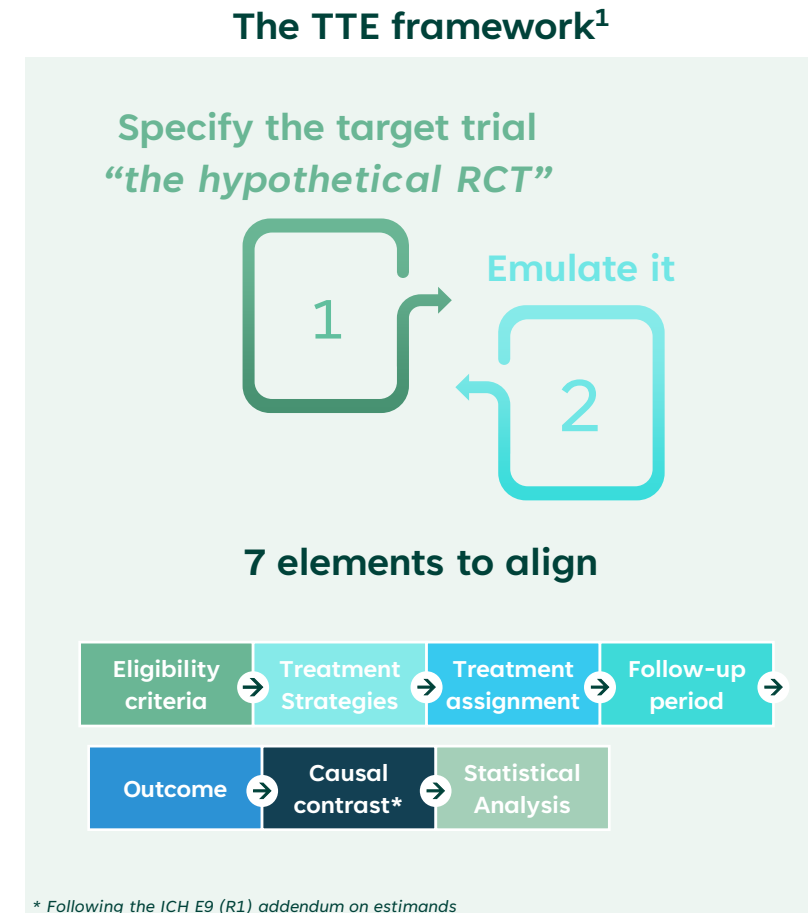 The TTE framework¹
Specify the target trial
“the hypothetical RCT”
Emulate it
1
2
7 elements to align
Eligibility
criteria
Treatment
Strategies
Treatment
assignment
Follow-up
period
Outcome
Causal
contrast*
Statistical
Analysis
* Following the ICH E9 (R1) addendum on estimands